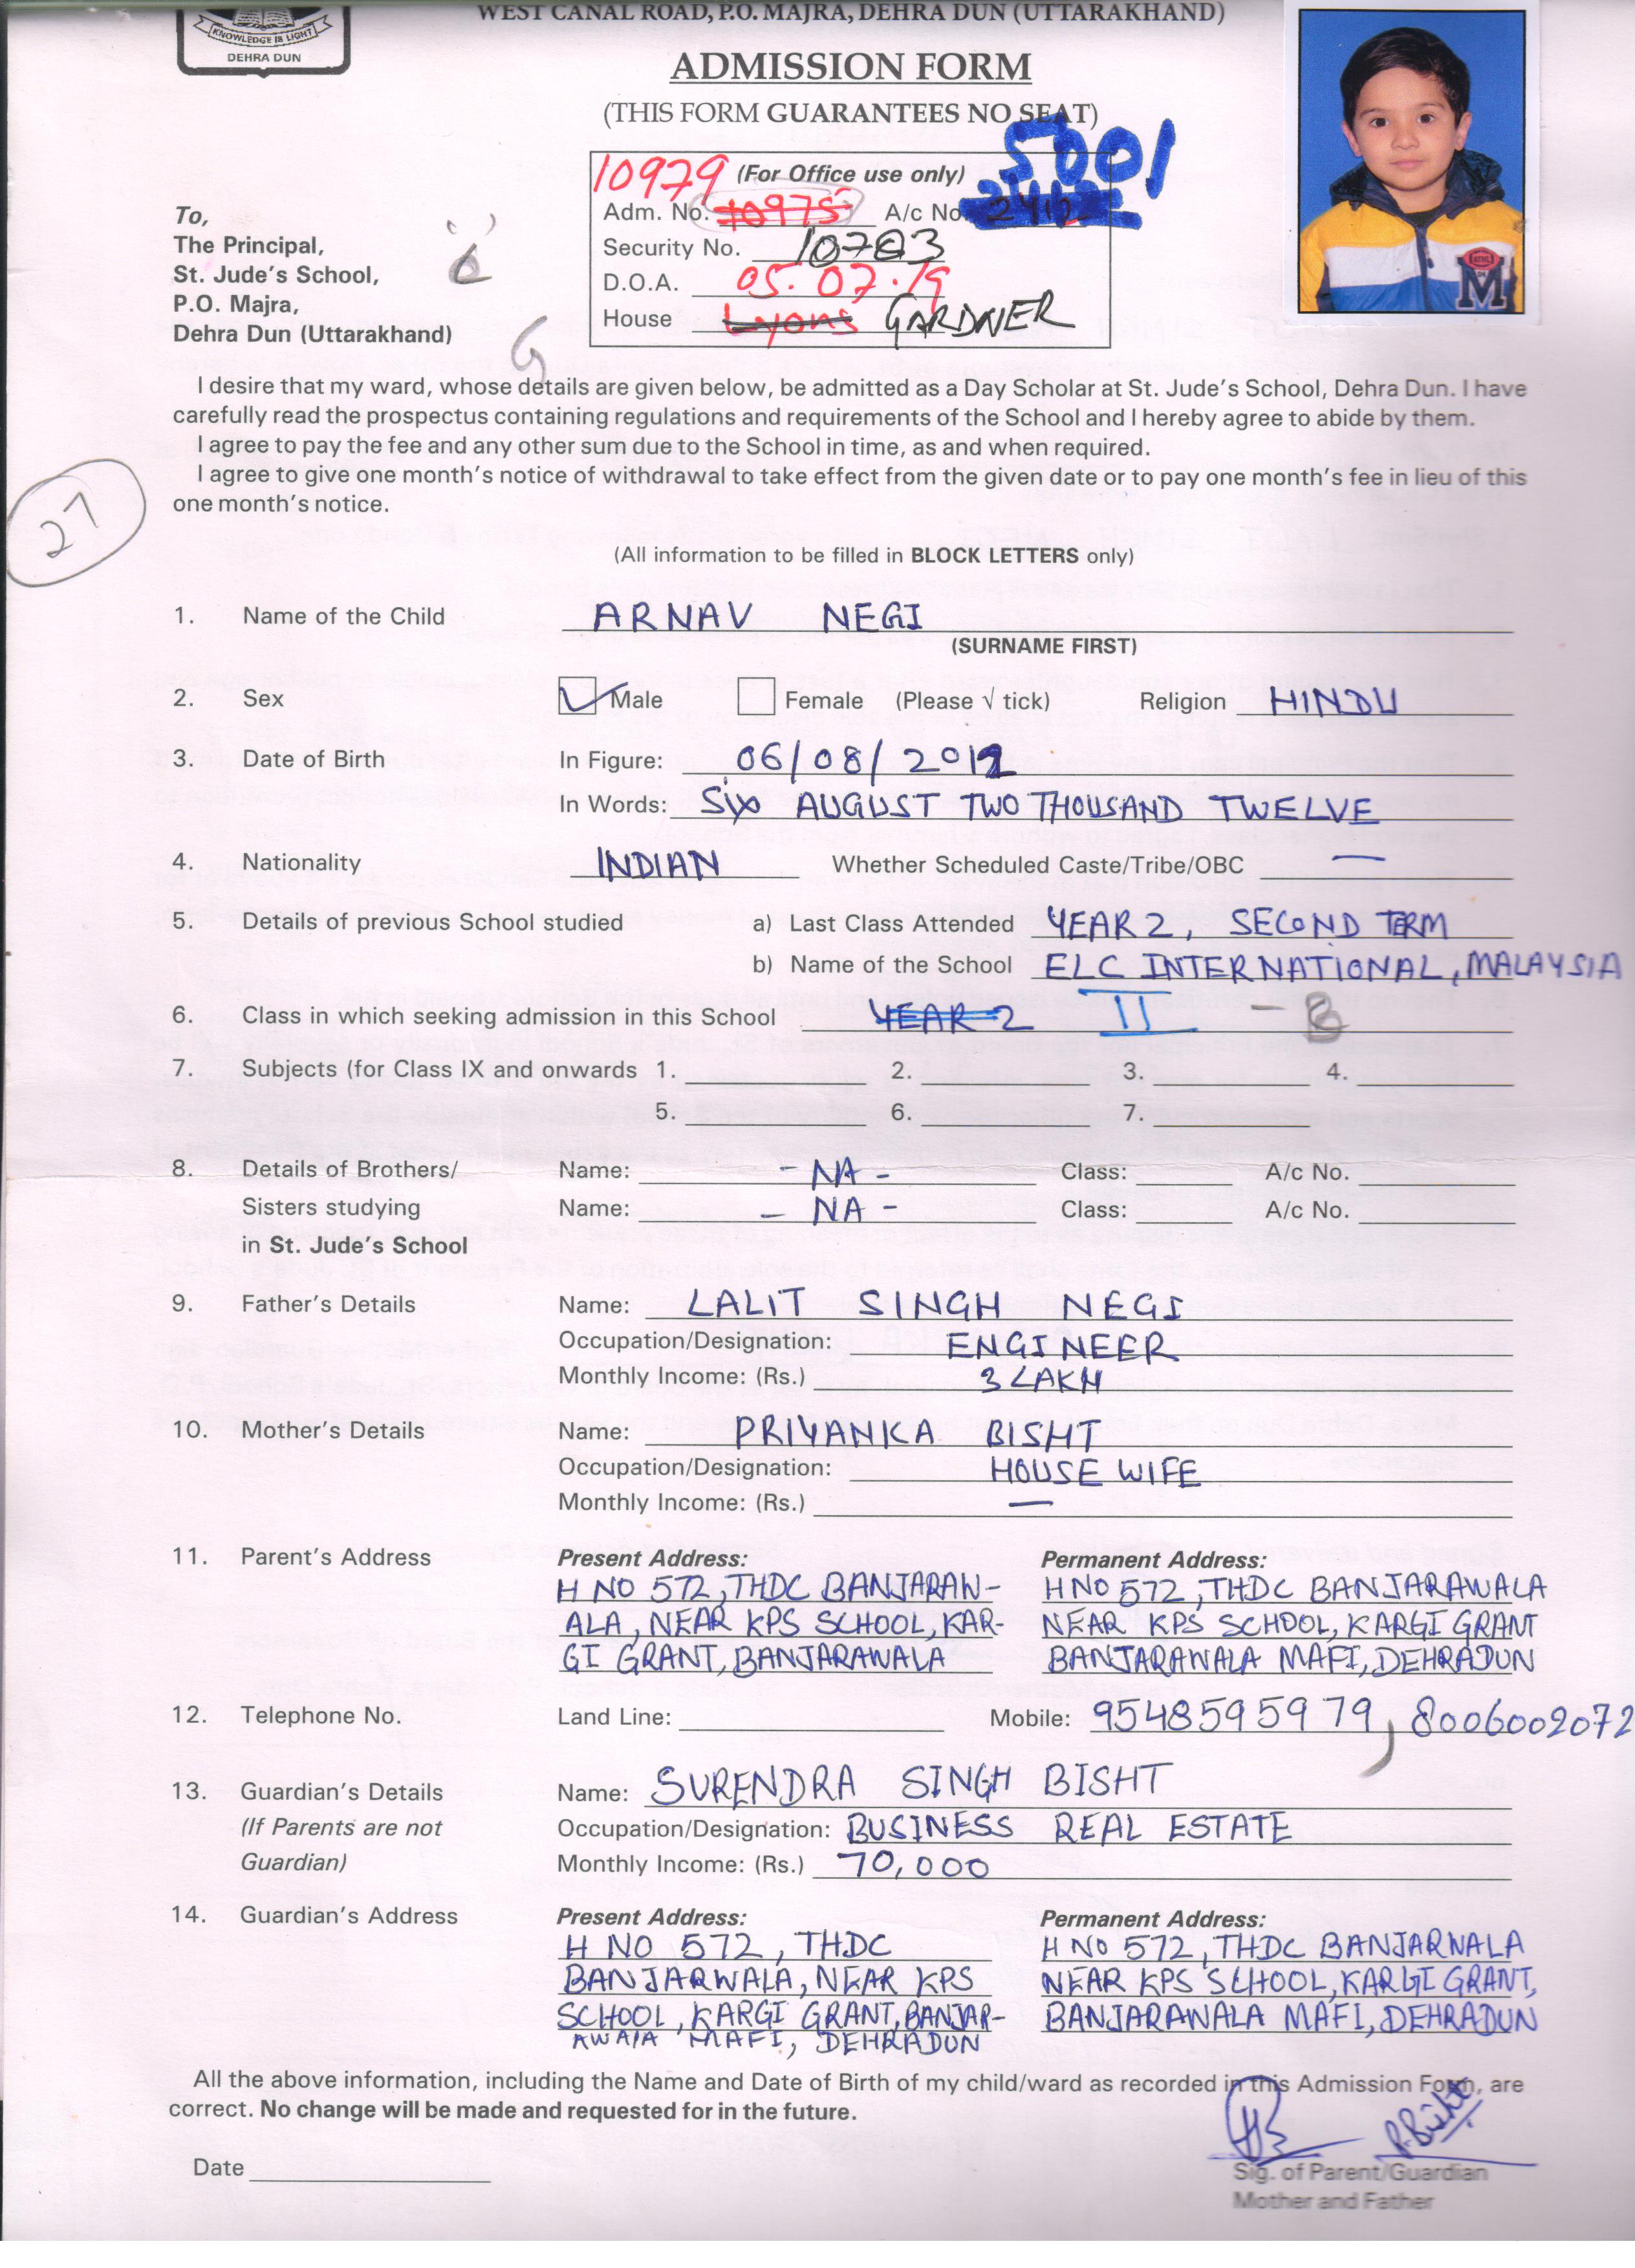 KNOWLEDGE IS LIGHT
DEHRA DUN
WEST CANAL ROAD, P.O. MAJRA, DEHRA DUN (UTTARAKHAND)
ADMISSION FORM
(THIS FORM GUARANTEES NO SEAT)
5001
10979 (For Office use only)
Adm. No. 10975 A/c No. 2412
Security No. 10783
D.O.A. 05.07.19
House Lyons GARDNER
To,
The Principal,
St. Jude's School,
P.O. Majra,
Dehra Dun (Uttarakhand)
G
I desire that my ward, whose details are given below, be admitted as a Day Scholar at St. Jude's School, Dehra Dun. I have
carefully read the prospectus containing regulations and requirements of the School and I hereby agree to abide by them.
I agree to pay the fee and any other sum due to the School in time, as and when required.
I agree to give one month's notice of withdrawal to take effect from the given date or to pay one month's fee in lieu of this
one month's notice.
27
(All information to be filled in BLOCK LETTERS only)
1. Name of the Child ARNAV NEGI
(SURNAME FIRST)
2. Sex Male Female (Please √ tick) Religion HINDU
3. Date of Birth In Figure: 06/08/2012
In Words: SIX AUGUST TWO THOUSAND TWELVE
4. Nationality INDIAN Whether Scheduled Caste/Tribe/OBC —
5. Details of previous School studied a) Last Class Attended YEAR 2, SECOND TERM
b) Name of the School ELC INTERNATIONAL, MALAYSIA
6. Class in which seeking admission in this School YEAR 2 II - B
7. Subjects (for Class IX and onwards 1. 2. 3. 4.
5. 6. 7.
8. Details of Brothers/ Name: - NA - Class: A/c No.
Sisters studying Name: - NA - Class: A/c No.
in St. Jude's School
9. Father's Details Name: LALIT SINGH NEGI
Occupation/Designation: ENGINEER
Monthly Income: (Rs.) 3 LAKH
10. Mother's Details Name: PRIYANKA BISHT
Occupation/Designation: HOUSE WIFE
Monthly Income: (Rs.) —
11. Parent's Address Present Address: Permanent Address:
H NO 572, THDC BANJARAW- H NO 572, THDC BANJARAWALA
ALA, NEAR KPS SCHOOL, KAR- NEAR KPS SCHOOL, KARGI GRANT
GI GRANT, BANJARAWALA BANJARAWALA MAFI, DEHRADUN
12. Telephone No. Land Line: Mobile: 9548595979, 8006002072
13. Guardian's Details Name: SURENDRA SINGH BISHT
(If Parents are not Occupation/Designation: BUSINESS REAL ESTATE
Guardian) Monthly Income: (Rs.) 70,000
14. Guardian's Address Present Address: Permanent Address:
H NO 572, THDC H NO 572, THDC BANJARWALA
BANJARWALA, NEAR KPS NEAR KPS SCHOOL, KARGI GRANT,
SCHOOL, KARGI GRANT, BANJAR- BANJARAWALA MAFI, DEHRADUN
AWALA MAFI, DEHRADUN
All the above information, including the Name and Date of Birth of my child/ward as recorded in this Admission Form, are
correct. No change will be made and requested for in the future.
P.Bisht
Date
Sig. of Parent/Guardian
Mother and Father